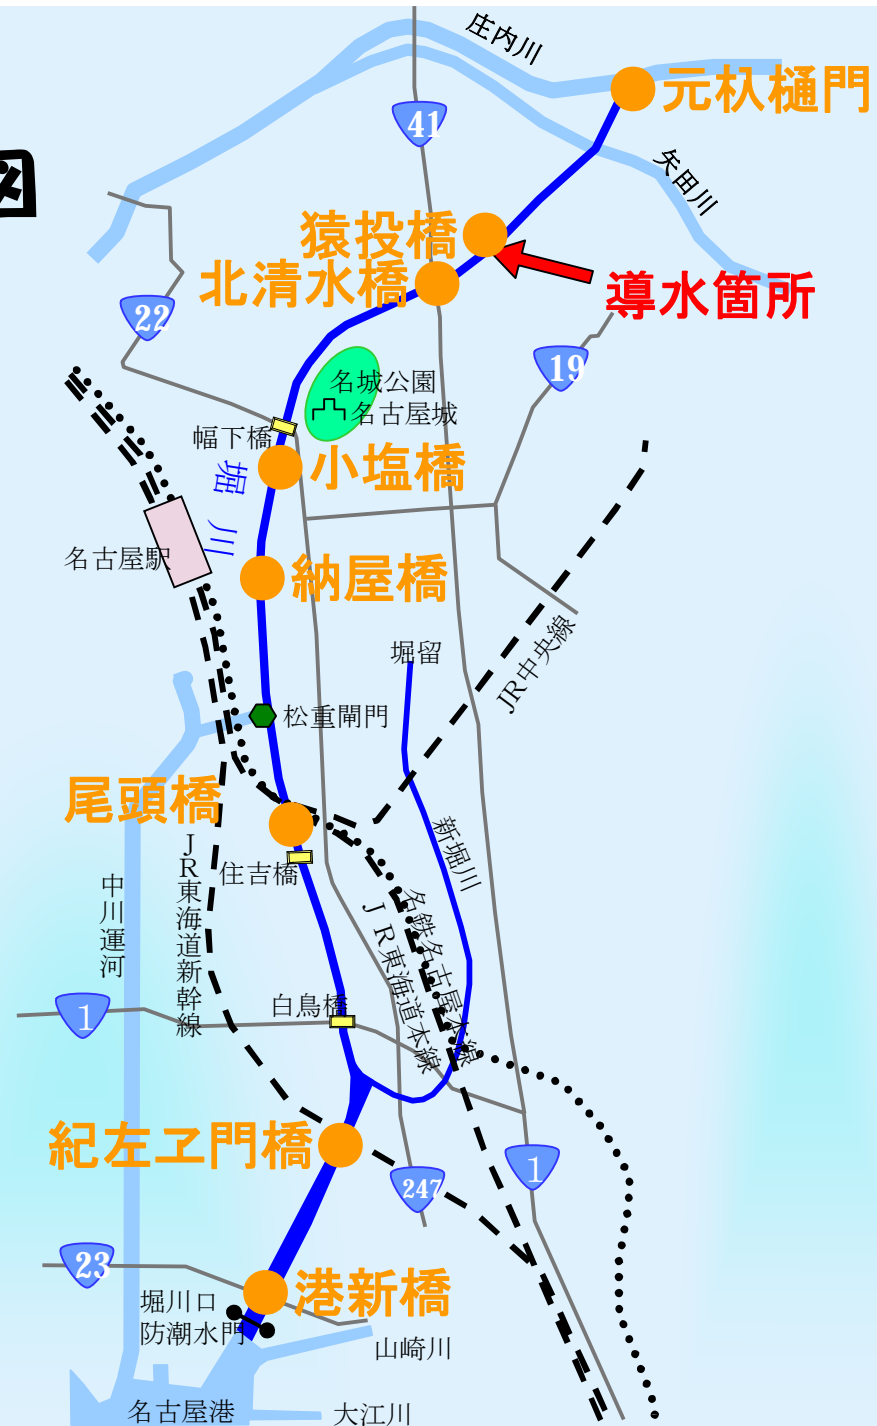 庄内川
元杁樋門
41
矢田川
図
猿投橋
北清水橋
導水箇所
22
19
名城公園
名古屋城
幅下橋
小塩橋
堀川
名古屋駅
納屋橋
JR中央線
堀留
松重閘門
尾頭橋
新堀川
住吉橋
JR東海道新幹線
中川運河
名鉄名古屋本線
JR東海道本線
白鳥橋
1
紀左ヱ門橋
1
247
23
港新橋
堀川口
防潮水門
山崎川
名古屋港
大江川